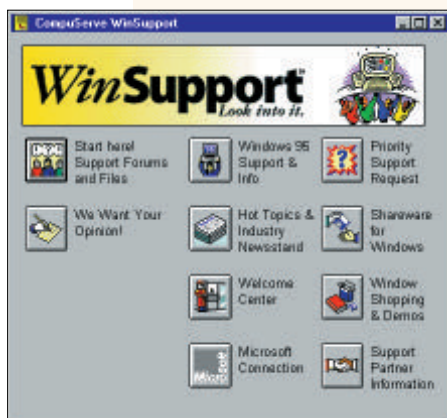 CompuServe WinSupport
WinSupport
Look into it.
Start here!
Support Forums
and Files
Windows 95
Support &
Info
Priority
Support
Request
We Want Your
Opinion!
Hot Topics &
Industry
Newsstand
Shareware
for
Windows
Welcome
Center
Window
Shopping
& Demos
Microsoft
Microsoft
Connection
Support
Partner
Information